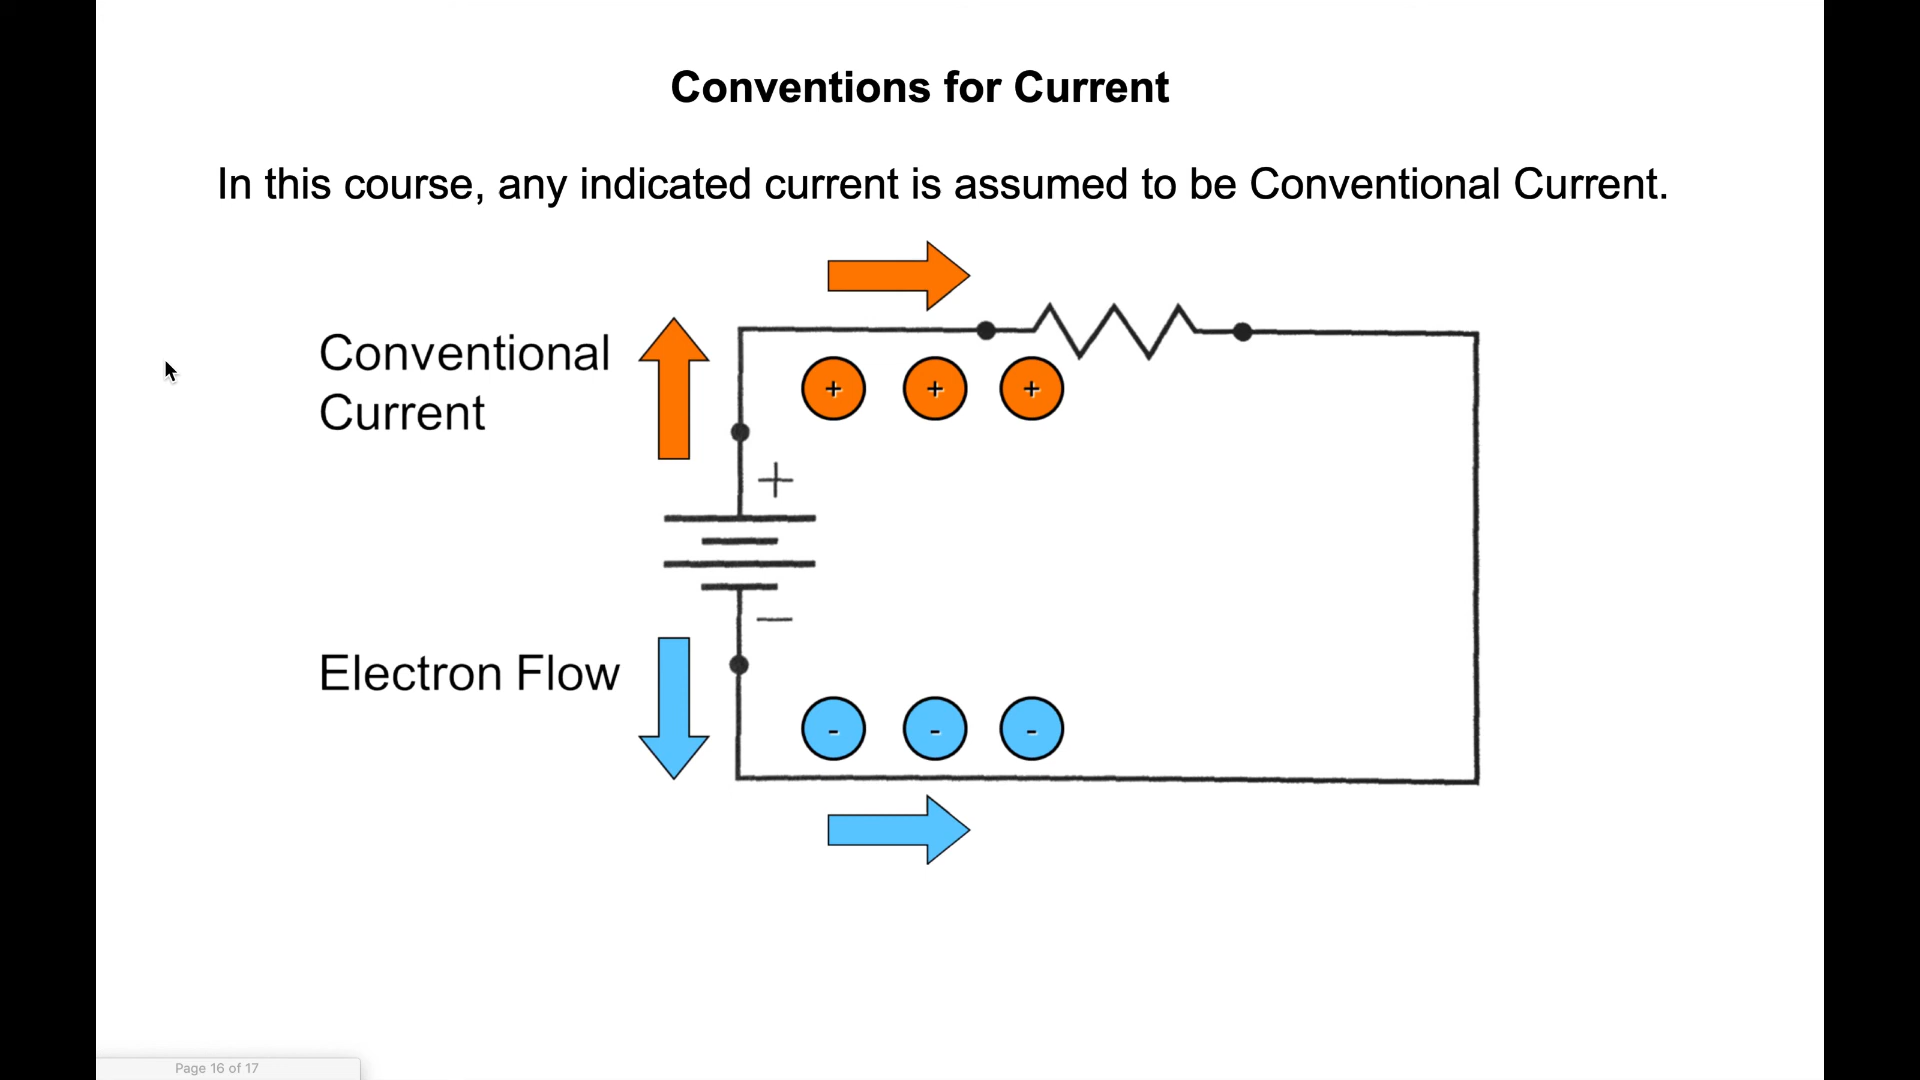 Conventions for Current
In this course, any indicated current is assumed to be Conventional Current.
Conventional
Current
+ + +
+
−
Electron Flow
- - -
Page 16 of 17